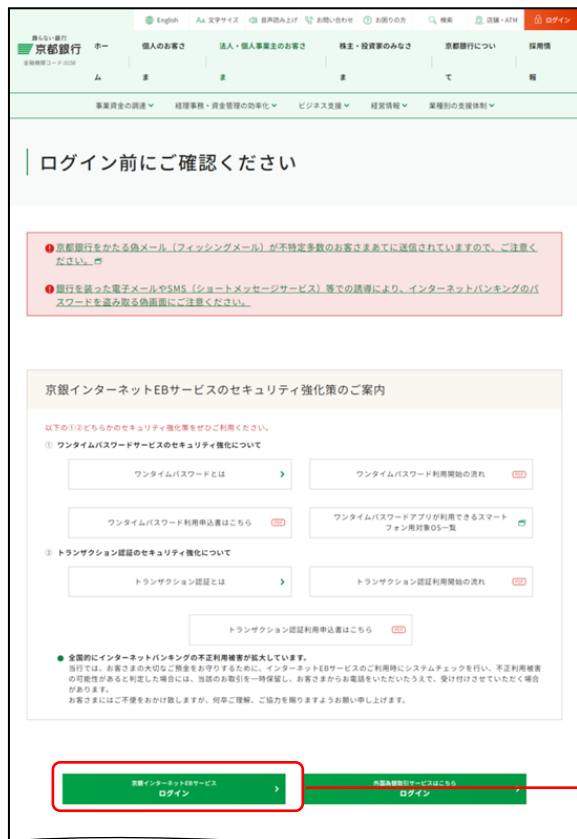 English Aa 文字サイズ 音声読み上げ お問い合わせ お困りの方 検索 店舗・ATM ログイン
飾らない銀行
京都銀行
金融機関コード:0158
ホーム 個人のお客さま 法人・個人事業主のお客さま 株主・投資家のみなさま 京都銀行について 採用情報
事業資金の調達 経理事務・資金管理の効率化 ビジネス支援 経営情報 業種別の支援体制
ログイン前にご確認ください
京都銀行をかたる偽メール（フィッシングメール）が不特定多数のお客さまあてに送信されていますので、ご注意く
ださい。
銀行を装った電子メールやSMS（ショートメッセージサービス）等での誘導により、インターネットバンキングのパ
スワードを盗み取る偽画面にご注意ください。
京銀インターネットEBサービスのセキュリティ強化策のご案内
以下の①②どちらかのセキュリティ強化策をぜひご利用ください。
① ワンタイムパスワードサービスのセキュリティ強化について
ワンタイムパスワードとは
ワンタイムパスワード利用開始の流れ PDF
ワンタイムパスワード利用申込書はこちら PDF
ワンタイムパスワードアプリが利用できるスマート
フォン用対象OS一覧
② トランザクション認証のセキュリティ強化について
トランザクション認証とは
トランザクション認証利用開始の流れ PDF
トランザクション認証利用申込書はこちら PDF
● 全国的にインターネットバンキングの不正利用被害が拡大しています。
当行では、お客さまの大切なご預金をお守りするために、インターネットEBサービスのご利用時にシステムチェックを行い、不正利用被害
の可能性があると判定した場合には、当該のお取引を一時保留し、お客さまからお電話をいただいたうえで、受け付けさせていただく場合
があります。
お客さまにはご不便をおかけ致しますが、何卒ご理解、ご協力を賜りますようお願い申し上げます。
京銀インターネットEBサービス
ログイン
外国為替取引サービスはこちら
ログイン